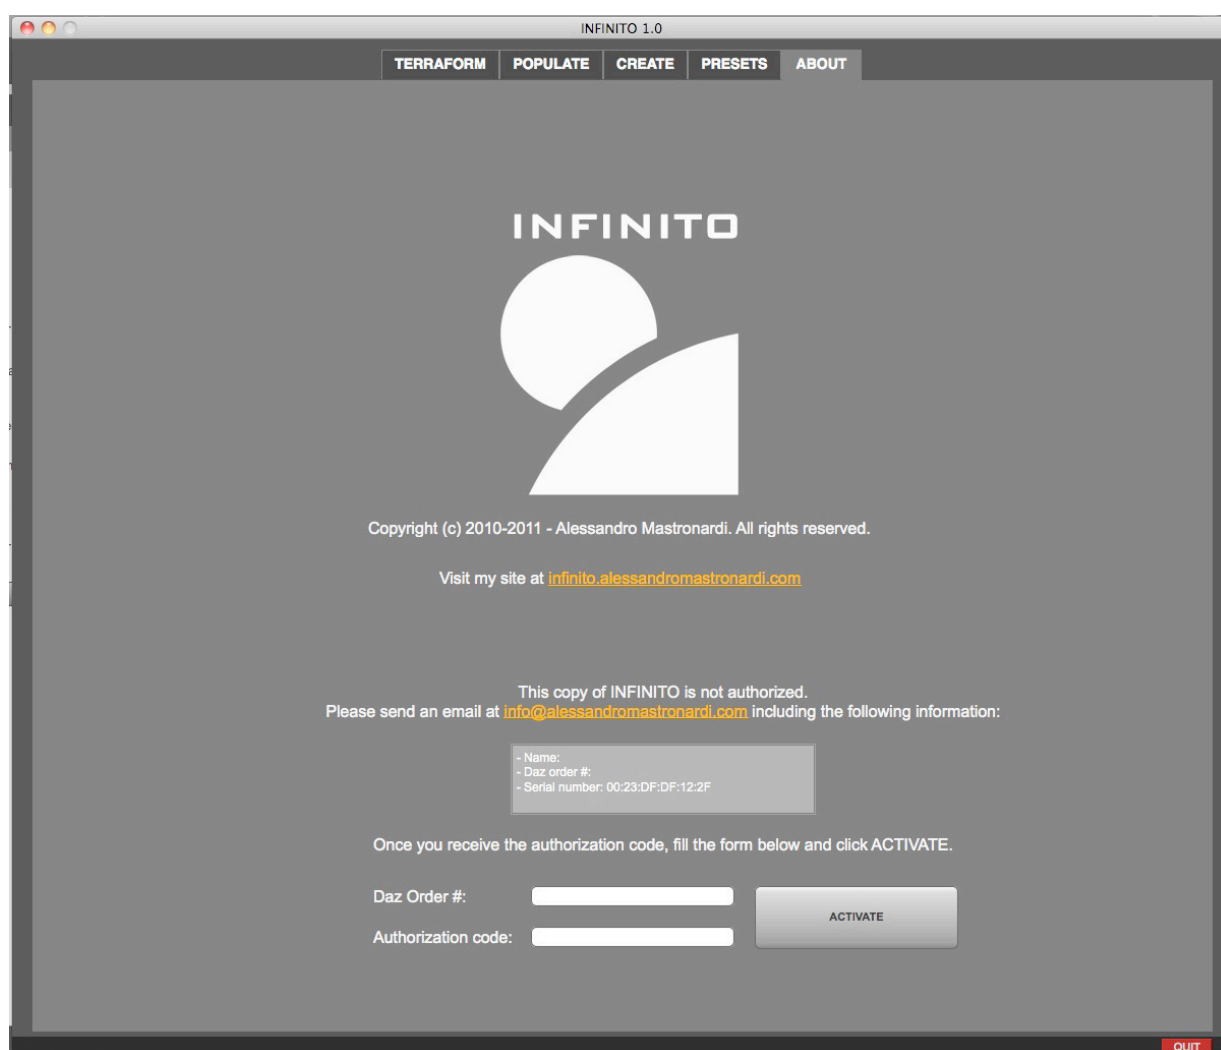 INFINITO 1.0
TERRAFORM POPULATE CREATE PRESETS ABOUT
INFINITO
Copyright (c) 2010-2011 - Alessandro Mastronardi. All rights reserved.
Visit my site at infinito.alessandromastronardi.com
This copy of INFINITO is not authorized.
Please send an email at info@alessandromastronardi.com including the following information:
- Name:
- Daz order #:
- Serial number: 00:23:DF:DF:12:2F
Once you receive the authorization code, fill the form below and click ACTIVATE.
Daz Order #:
ACTIVATE
Authorization code:
QUIT